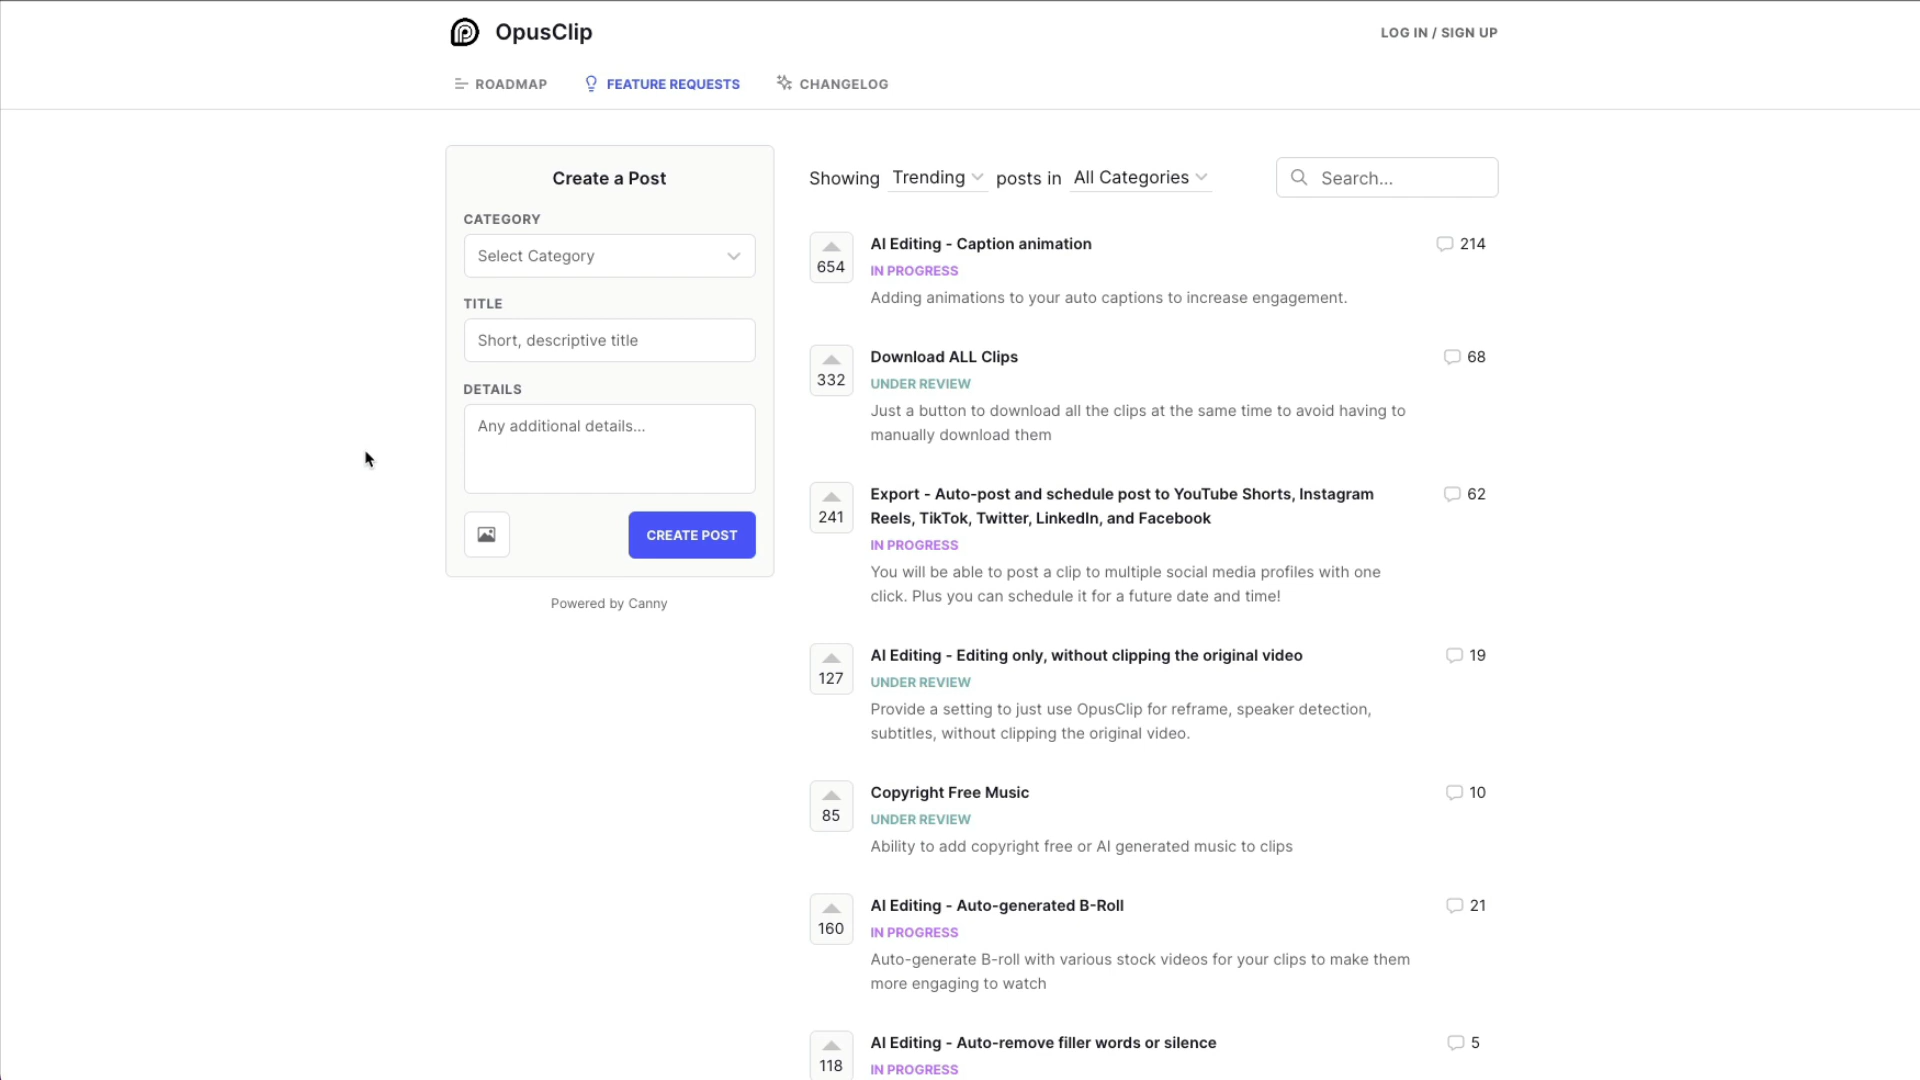 OpusClip
LOG IN / SIGN UP
ROADMAP
FEATURE REQUESTS
CHANGELOG
Create a Post
CATEGORY
Select Category
TITLE
Short, descriptive title
DETAILS
Any additional details...
CREATE POST
Powered by Canny
Showing Trending posts in All Categories
Search...
654
AI Editing - Caption animation
214
IN PROGRESS
Adding animations to your auto captions to increase engagement.
332
Download ALL Clips
68
UNDER REVIEW
Just a button to download all the clips at the same time to avoid having to
manually download them
241
Export - Auto-post and schedule post to YouTube Shorts, Instagram
Reels, TikTok, Twitter, LinkedIn, and Facebook
62
IN PROGRESS
You will be able to post a clip to multiple social media profiles with one
click. Plus you can schedule it for a future date and time!
127
AI Editing - Editing only, without clipping the original video
19
UNDER REVIEW
Provide a setting to just use OpusClip for reframe, speaker detection,
subtitles, without clipping the original video.
85
Copyright Free Music
10
UNDER REVIEW
Ability to add copyright free or AI generated music to clips
160
AI Editing - Auto-generated B-Roll
21
IN PROGRESS
Auto-generate B-roll with various stock videos for your clips to make them
more engaging to watch
118
AI Editing - Auto-remove filler words or silence
5
IN PROGRESS